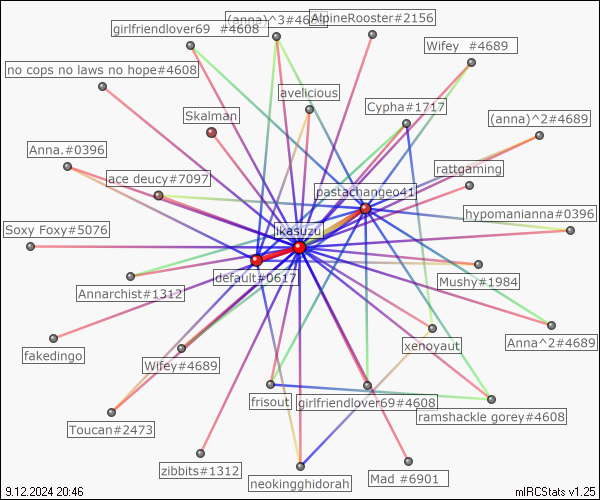 (anna)^3#4689
AlpineRooster#2156
girlfriendlover69 #4608
Wifey #4689
no cops no laws no hope#4608
avelicious
Cypha#1717
Skalman
(anna)^2#4689
Anna.#0396
rattgaming
ace deucy#7097
pastachangeo41
hypomanianna#0396
Soxy Foxy#5076
ikasuzu
default#0617
Mushy#1984
Annarchist#1312
fakedingo
Wifey#4689
xenoyaut
Anna^2#4689
frisout
girlfriendlover69#4608
ramshackle gorey#4608
Toucan#2473
zibbits#1312
neokingghidorah
Mad #6901
9.12.2024 20:46
mIRCStats v1.25